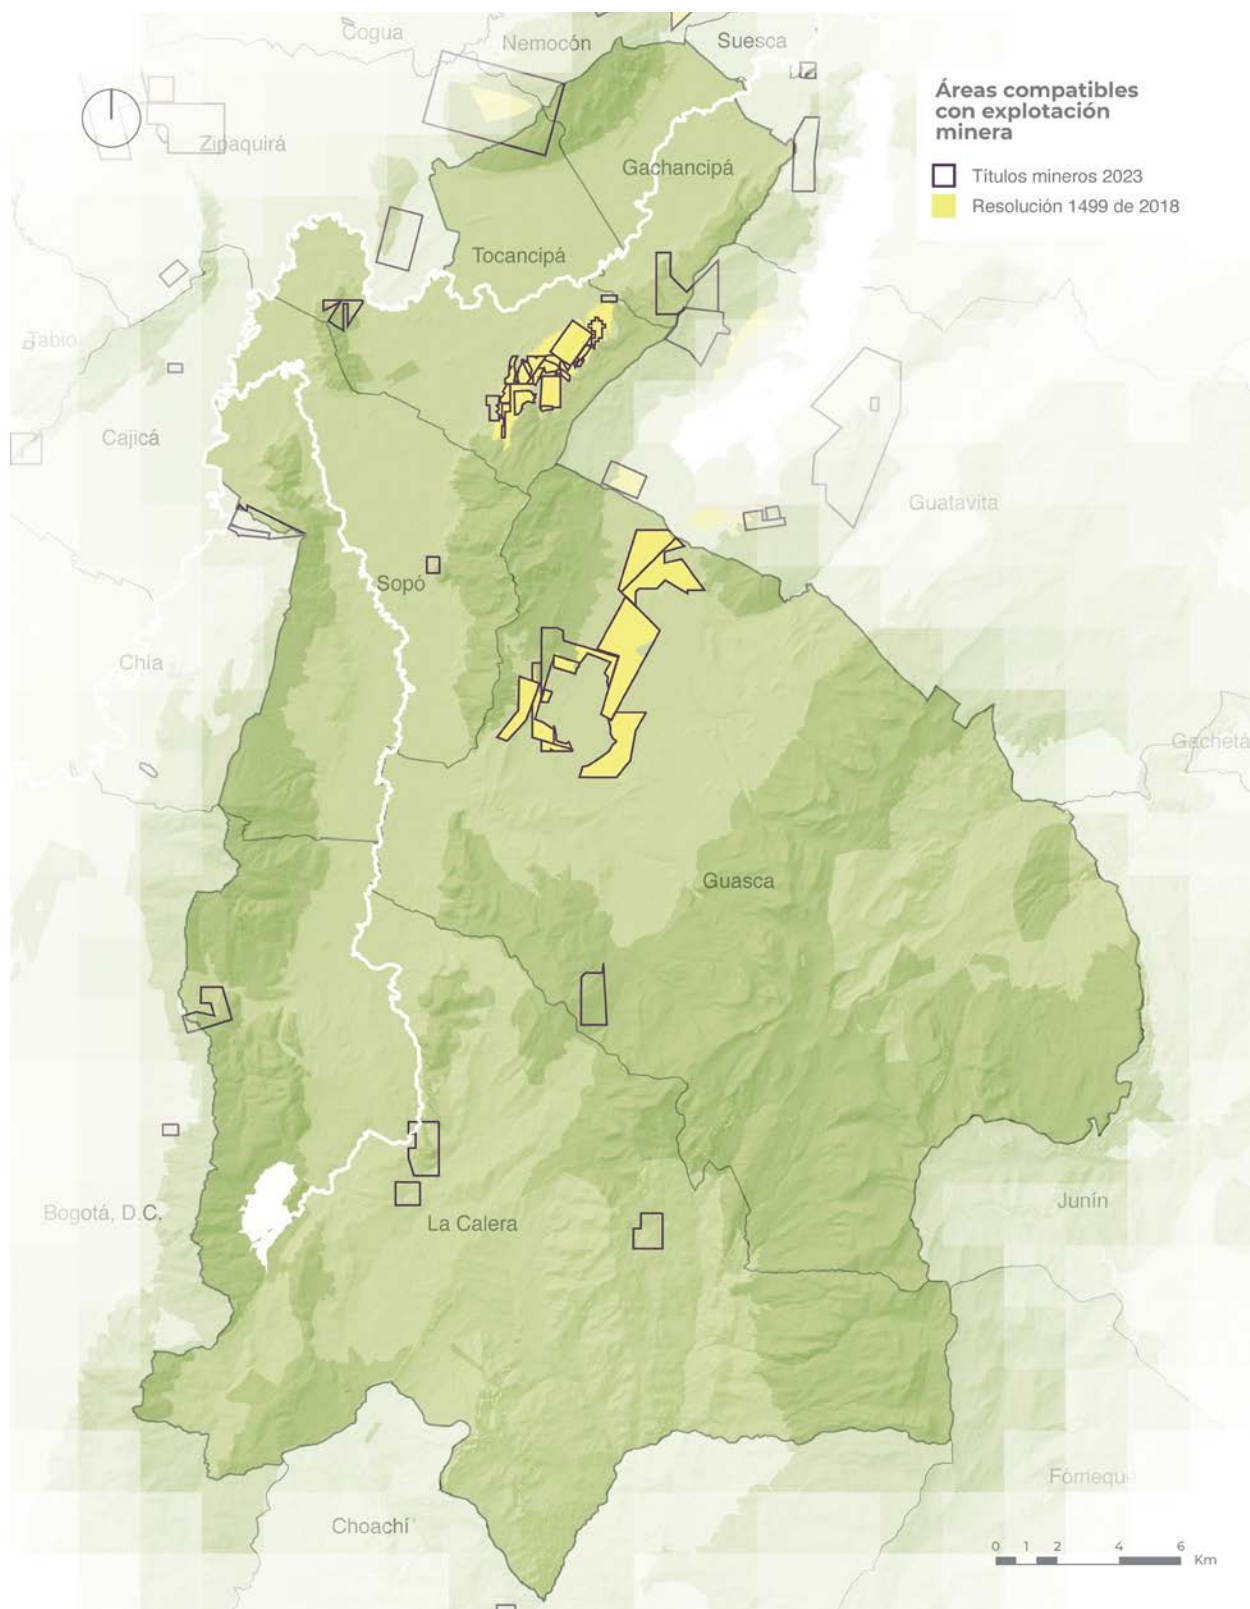 Cogua
Nemocón
Suesca
Áreas compatibles
con explotación
minera
Títulos mineros 2023
Resolución 1499 de 2018
Zipaquirá
Gachancipá
Tocancipá
Tabio
Cajicá
Guatavita
Sopó
Chía
Gachetá
Guasca
Bogotá, D.C.
La Calera
Junín
Fómeque
Choachí
0 1 2 4 6
Km